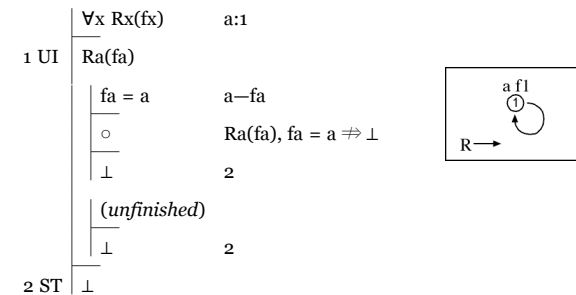 ∀x Rx(fx) a:1
1 UI Ra(fa)
fa = a a—fa
○ Ra(fa), fa = a ⇏ ⊥
⊥ 2
(unfinished)
⊥ 2
2 ST ⊥
a f1
1
R